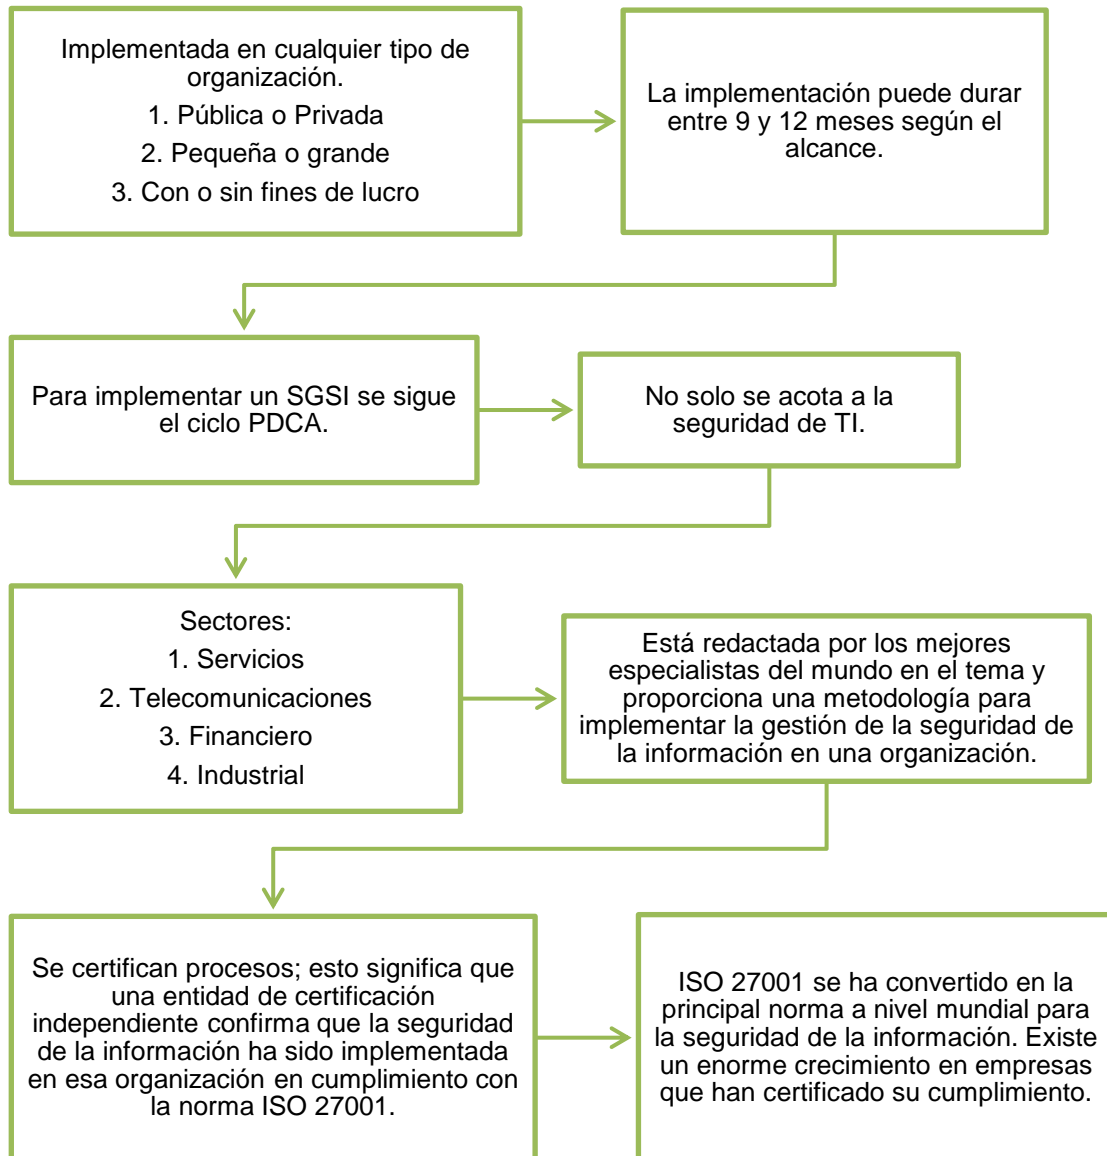 Implementada en cualquier tipo de
organización.
1. Pública o Privada
2. Pequeña o grande
3. Con o sin fines de lucro
La implementación puede durar
entre 9 y 12 meses según el
alcance.
Para implementar un SGSI se sigue
el ciclo PDCA.
No solo se acota a la
seguridad de TI.
Sectores:
1. Servicios
2. Telecomunicaciones
3. Financiero
4. Industrial
Está redactada por los mejores
especialistas del mundo en el tema y
proporciona una metodología para
implementar la gestión de la seguridad de
la información en una organización.
Se certifican procesos; esto significa que
una entidad de certificación
independiente confirma que la seguridad
de la información ha sido implementada
en esa organización en cumplimiento con
la norma ISO 27001.
ISO 27001 se ha convertido en la
principal norma a nivel mundial para
la seguridad de la información. Existe
un enorme crecimiento en empresas
que han certificado su cumplimiento.